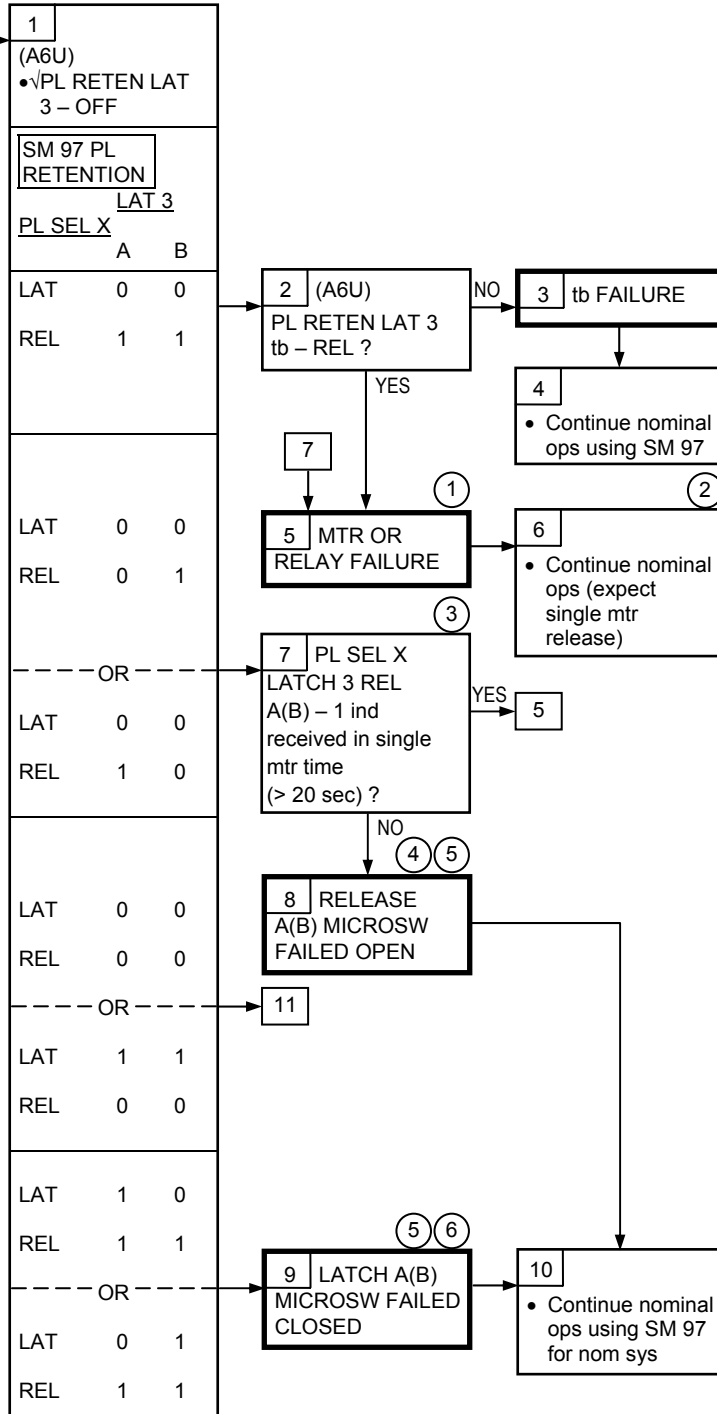 1
(A6U)
•√PL RETEN LAT
3 – OFF
SM 97 PL
RETENTION
LAT 3
PL SEL X
A B
LAT 0 0
REL 1 1
2 (A6U)
PL RETEN LAT 3
tb – REL ?
NO
3 tb FAILURE
YES
4
• Continue nominal
ops using SM 97
LAT 0 0
REL 0 1
7
1
5 MTR OR
RELAY FAILURE
2
6
• Continue nominal
ops (expect
single mtr
release)
OR
LAT 0 0
REL 1 0
3
7 PL SEL X
LATCH 3 REL
A(B) – 1 ind
received in single
mtr time
(> 20 sec) ?
YES
5
NO
4 5
LAT 0 0
REL 0 0
8 RELEASE
A(B) MICROSW
FAILED OPEN
OR
11
LAT 1 1
REL 0 0
LAT 1 0
REL 1 1
OR
LAT 0 1
REL 1 1
5 6
9 LATCH A(B)
MICROSW FAILED
CLOSED
10
• Continue nominal
ops using SM 97
for nom sys